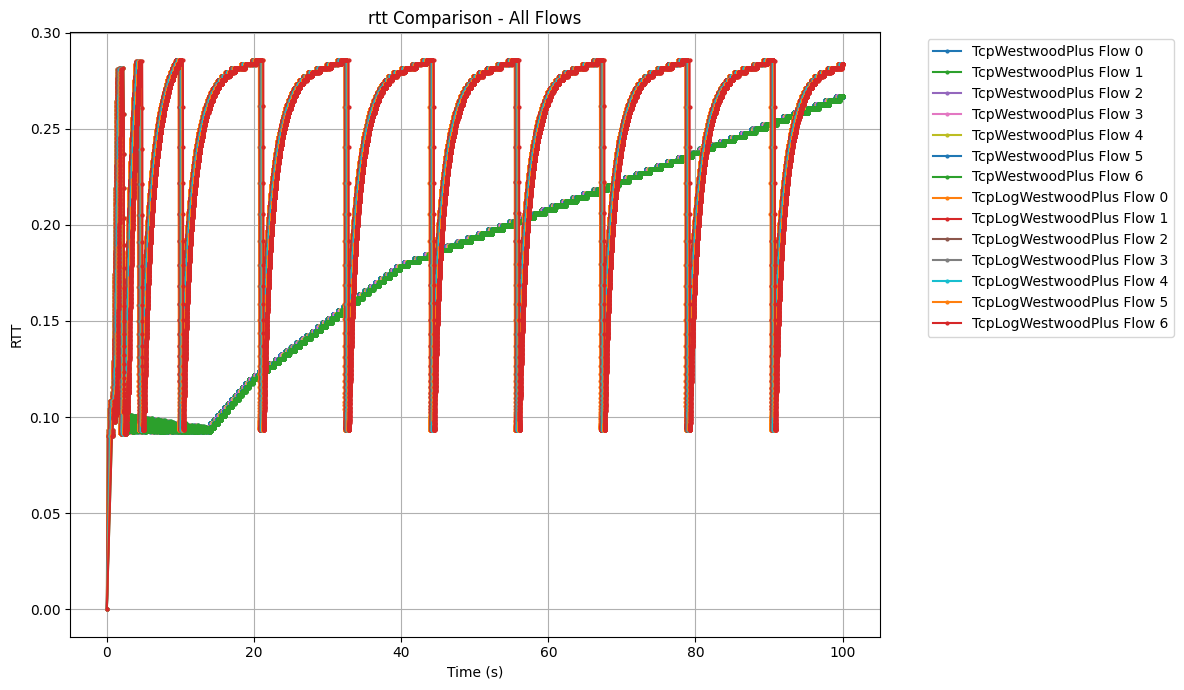 rtt Comparison - All Flows
RTT
0.30
0.25
0.20
0.15
0.10
0.05
0.00
0
20
40
60
80
100
Time (s)
TcpWestwoodPlus Flow 0
TcpWestwoodPlus Flow 1
TcpWestwoodPlus Flow 2
TcpWestwoodPlus Flow 3
TcpWestwoodPlus Flow 4
TcpWestwoodPlus Flow 5
TcpWestwoodPlus Flow 6
TcpLogWestwoodPlus Flow 0
TcpLogWestwoodPlus Flow 1
TcpLogWestwoodPlus Flow 2
TcpLogWestwoodPlus Flow 3
TcpLogWestwoodPlus Flow 4
TcpLogWestwoodPlus Flow 5
TcpLogWestwoodPlus Flow 6